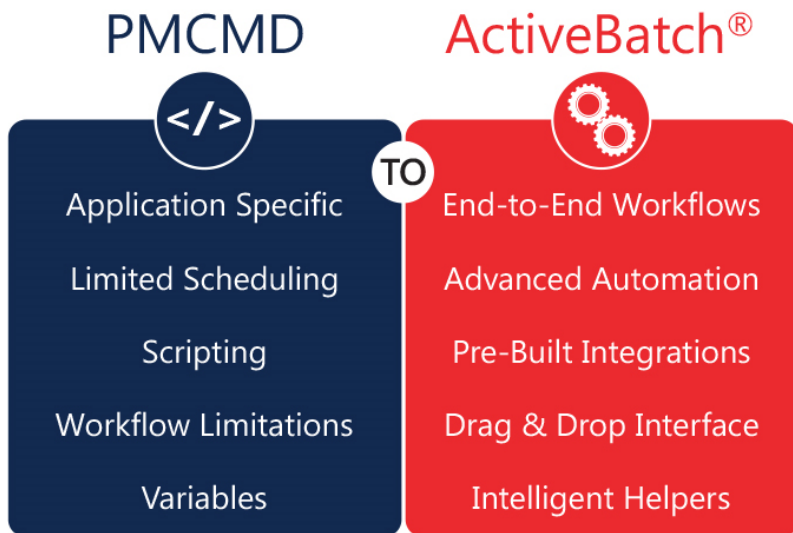 PMCMD
ActiveBatch®
</>
TO
Application Specific
Limited Scheduling
Scripting
Workflow Limitations
Variables
End-to-End Workflows
Advanced Automation
Pre-Built Integrations
Drag & Drop Interface
Intelligent Helpers